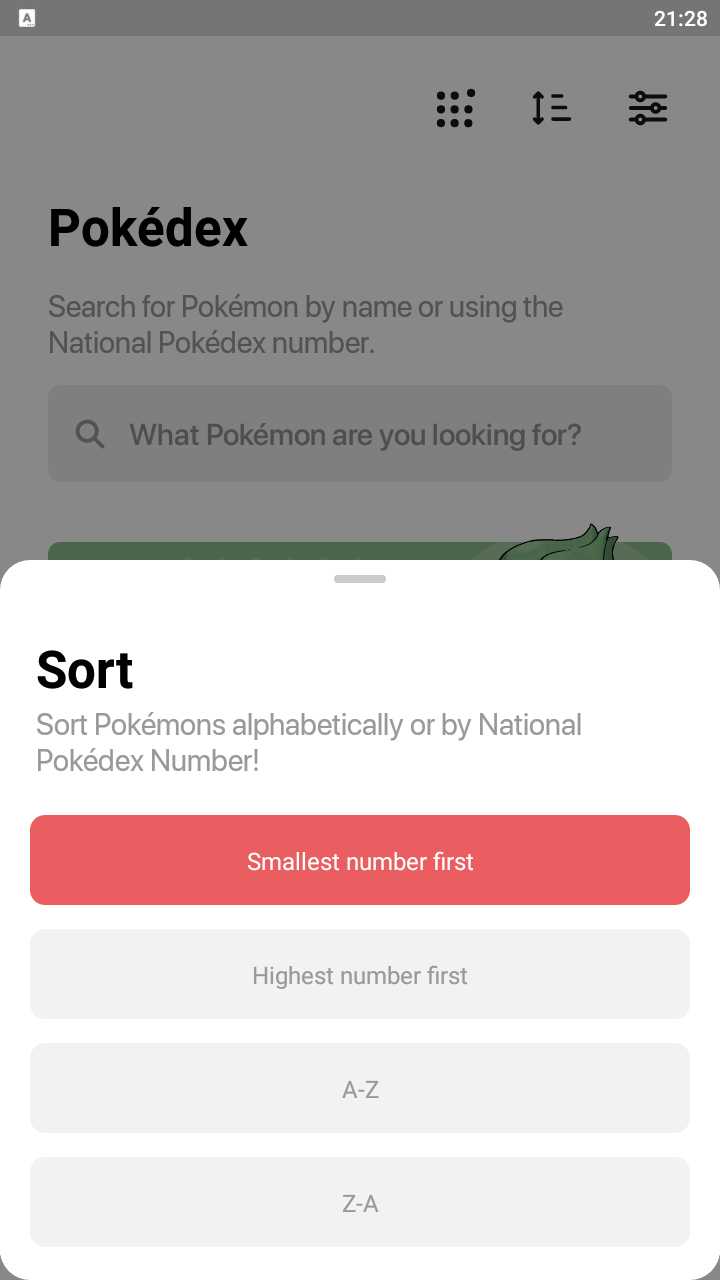 A
21:28
Pokédex
Search for Pokémon by name or using the
National Pokédex number.
What Pokémon are you looking for?
Sort
Sort Pokémons alphabetically or by National
Pokédex Number!
Smallest number first
Highest number first
A-Z
Z-A